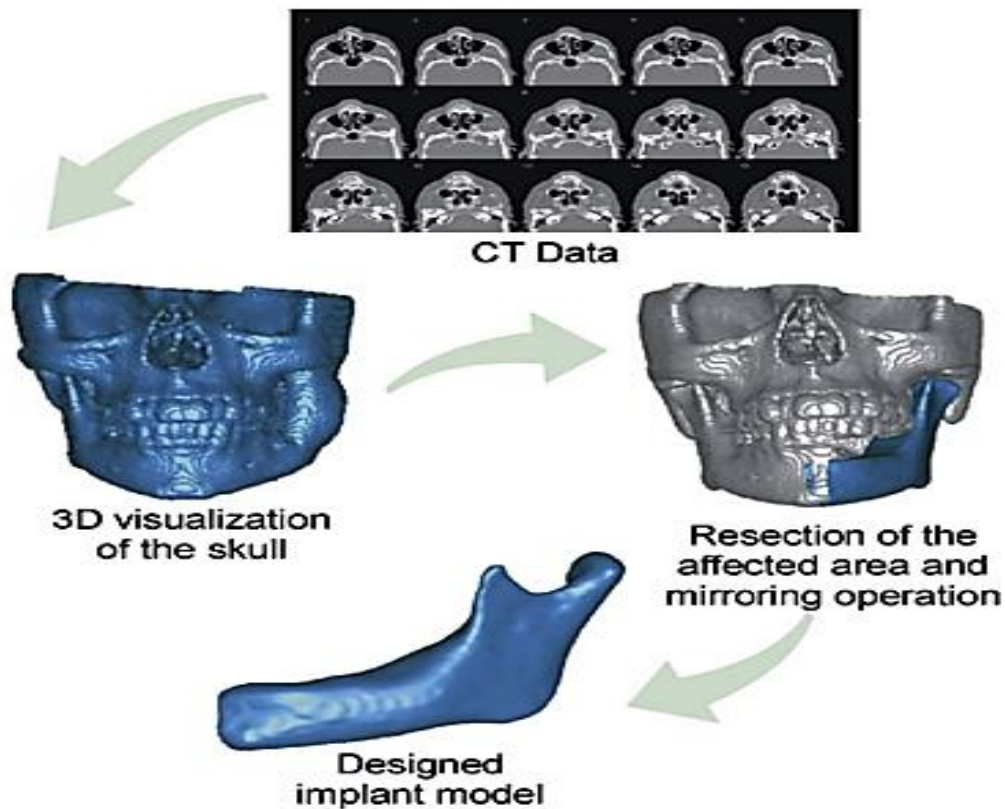 CT Data
3D visualization
of the skull
Resection of the
affected area and
mirroring operation
Designed
implant model